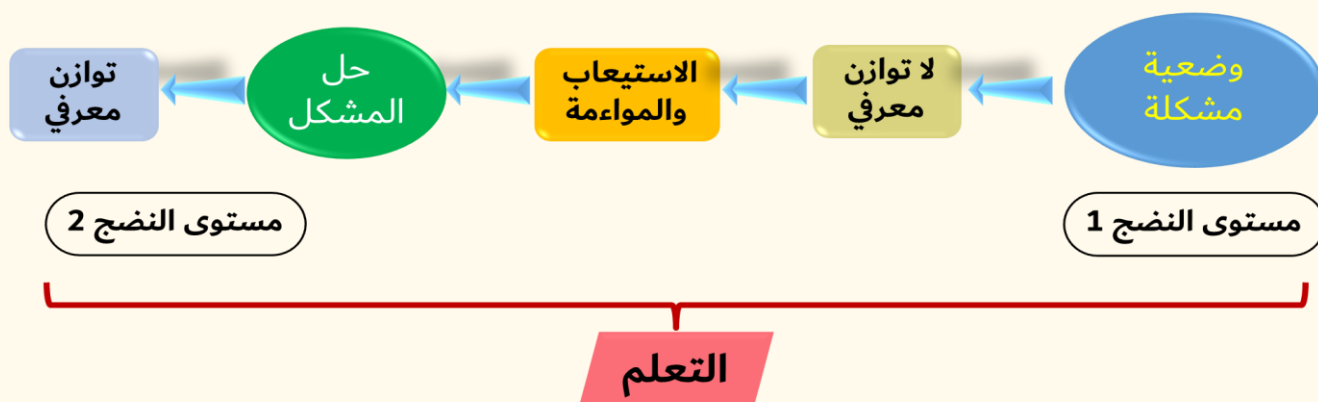 وضعية
مشكلة
لا توازن
معرفي
الاستيعاب
والمواءمة
حل
المشكل
توازن
معرفي
مستوى النضج 1
مستوى النضج 2
التعلم